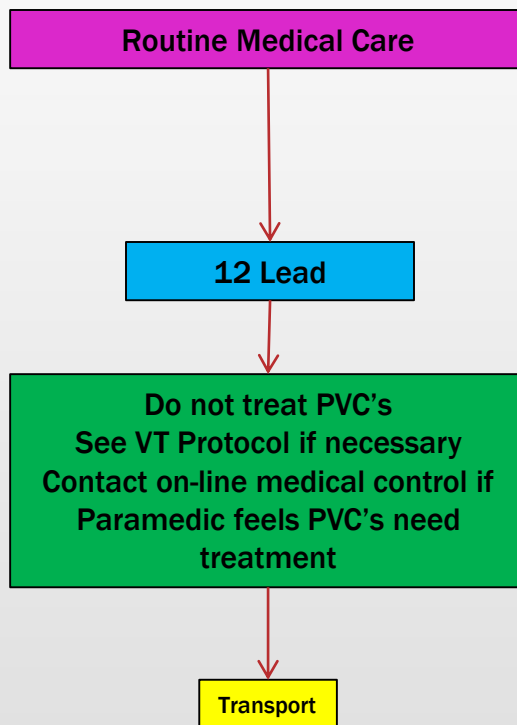 Routine Medical Care
12 Lead
Do not treat PVC's
See VT Protocol if necessary
Contact on-line medical control if
Paramedic feels PVC's need
treatment
Transport